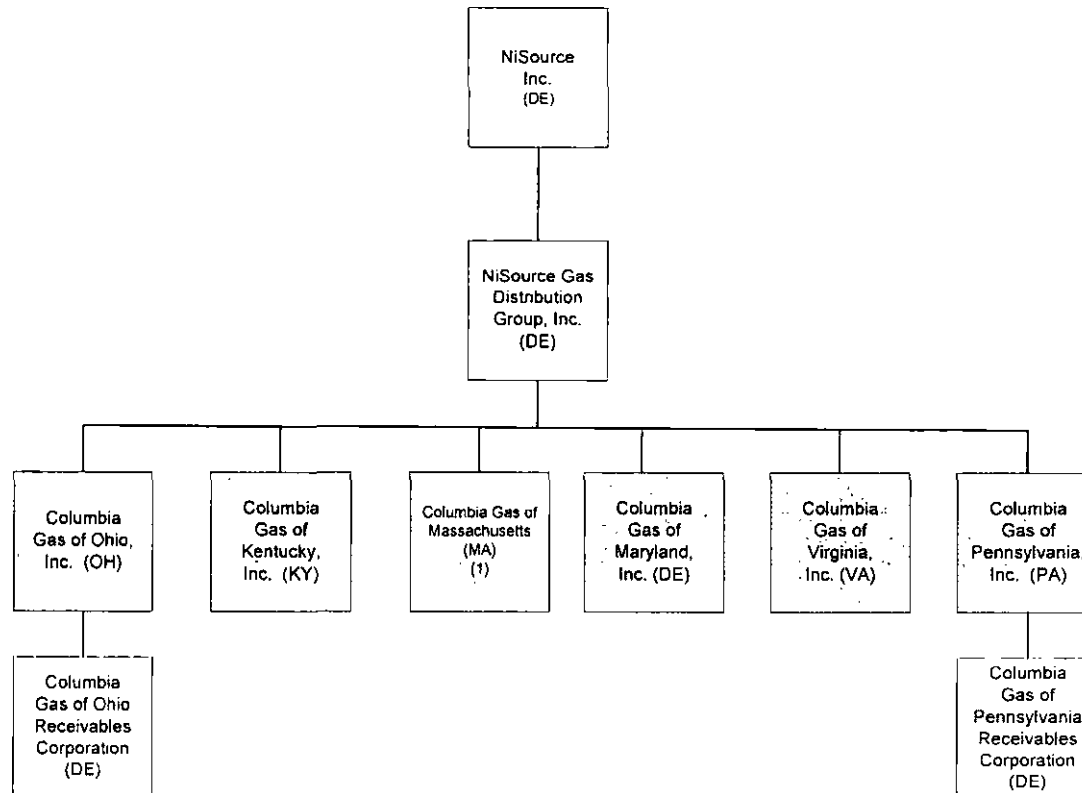 NiSource
Inc.
(DE)
NiSource Gas
Distribution
Group, Inc.
(DE)
Columbia
Gas of Ohio,
Inc. (OH)
Columbia
Gas of
Kentucky,
Inc. (KY)
Columbia Gas of
Massachusetts
(MA)
(1)
Columbia
Gas of
Maryland,
Inc. (DE)
Columbia
Gas of
Virginia,
Inc. (VA)
Columbia
Gas of
Pennsylvania,
Inc. (PA)
Columbia
Gas of Ohio
Receivables
Corporation
(DE)
Columbia
Gas of
Pennsylvania
Receivables
Corporation
(DE)